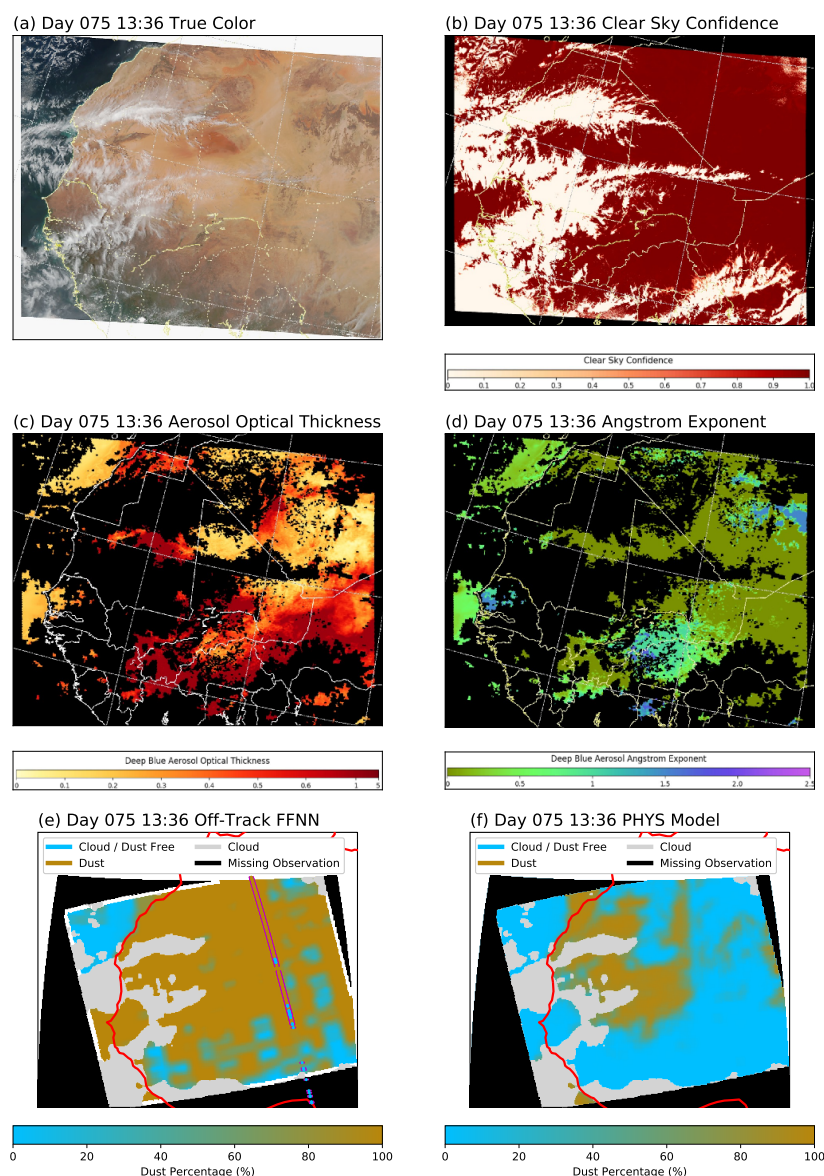 (a) Day 075 13:36 True Color
(b) Day 075 13:36 Clear Sky Confidence
Clear Sky Confidence
0 0.1 0.2 0.3 0.4 0.5 0.6 0.7 0.8 0.9 1.0
(c) Day 075 13:36 Aerosol Optical Thickness
(d) Day 075 13:36 Angstrom Exponent
Deep Blue Aerosol Optical Thickness
0 0.1 0.2 0.3 0.4 0.5 0.6 1 5
Deep Blue Aerosol Angstrom Exponent
0 0.5 1 1.5 2.0 2.5
(e) Day 075 13:36 Off-Track FFNN
Cloud / Dust Free Cloud
Dust Missing Observation
0 20 40 60 80 100
Dust Percentage (%)
(f) Day 075 13:36 PHYS Model
Cloud / Dust Free Cloud
Dust Missing Observation
0 20 40 60 80 100
Dust Percentage (%)